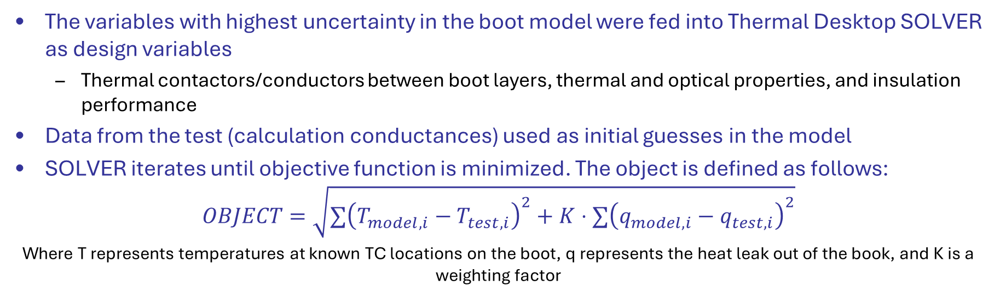 • The variables with highest uncertainty in the boot model were fed into Thermal Desktop SOLVER
as design variables
– Thermal contactors/conductors between boot layers, thermal and optical properties, and insulation
performance
• Data from the test (calculation conductances) used as initial guesses in the model
• SOLVER iterates until objective function is minimized. The object is defined as follows:
OBJECT = √(∑(T_model,i − T_test,i)² + K · ∑(q_model,i − q_test,i)²)
Where T represents temperatures at known TC locations on the boot, q represents the heat leak out of the book, and K is a
weighting factor